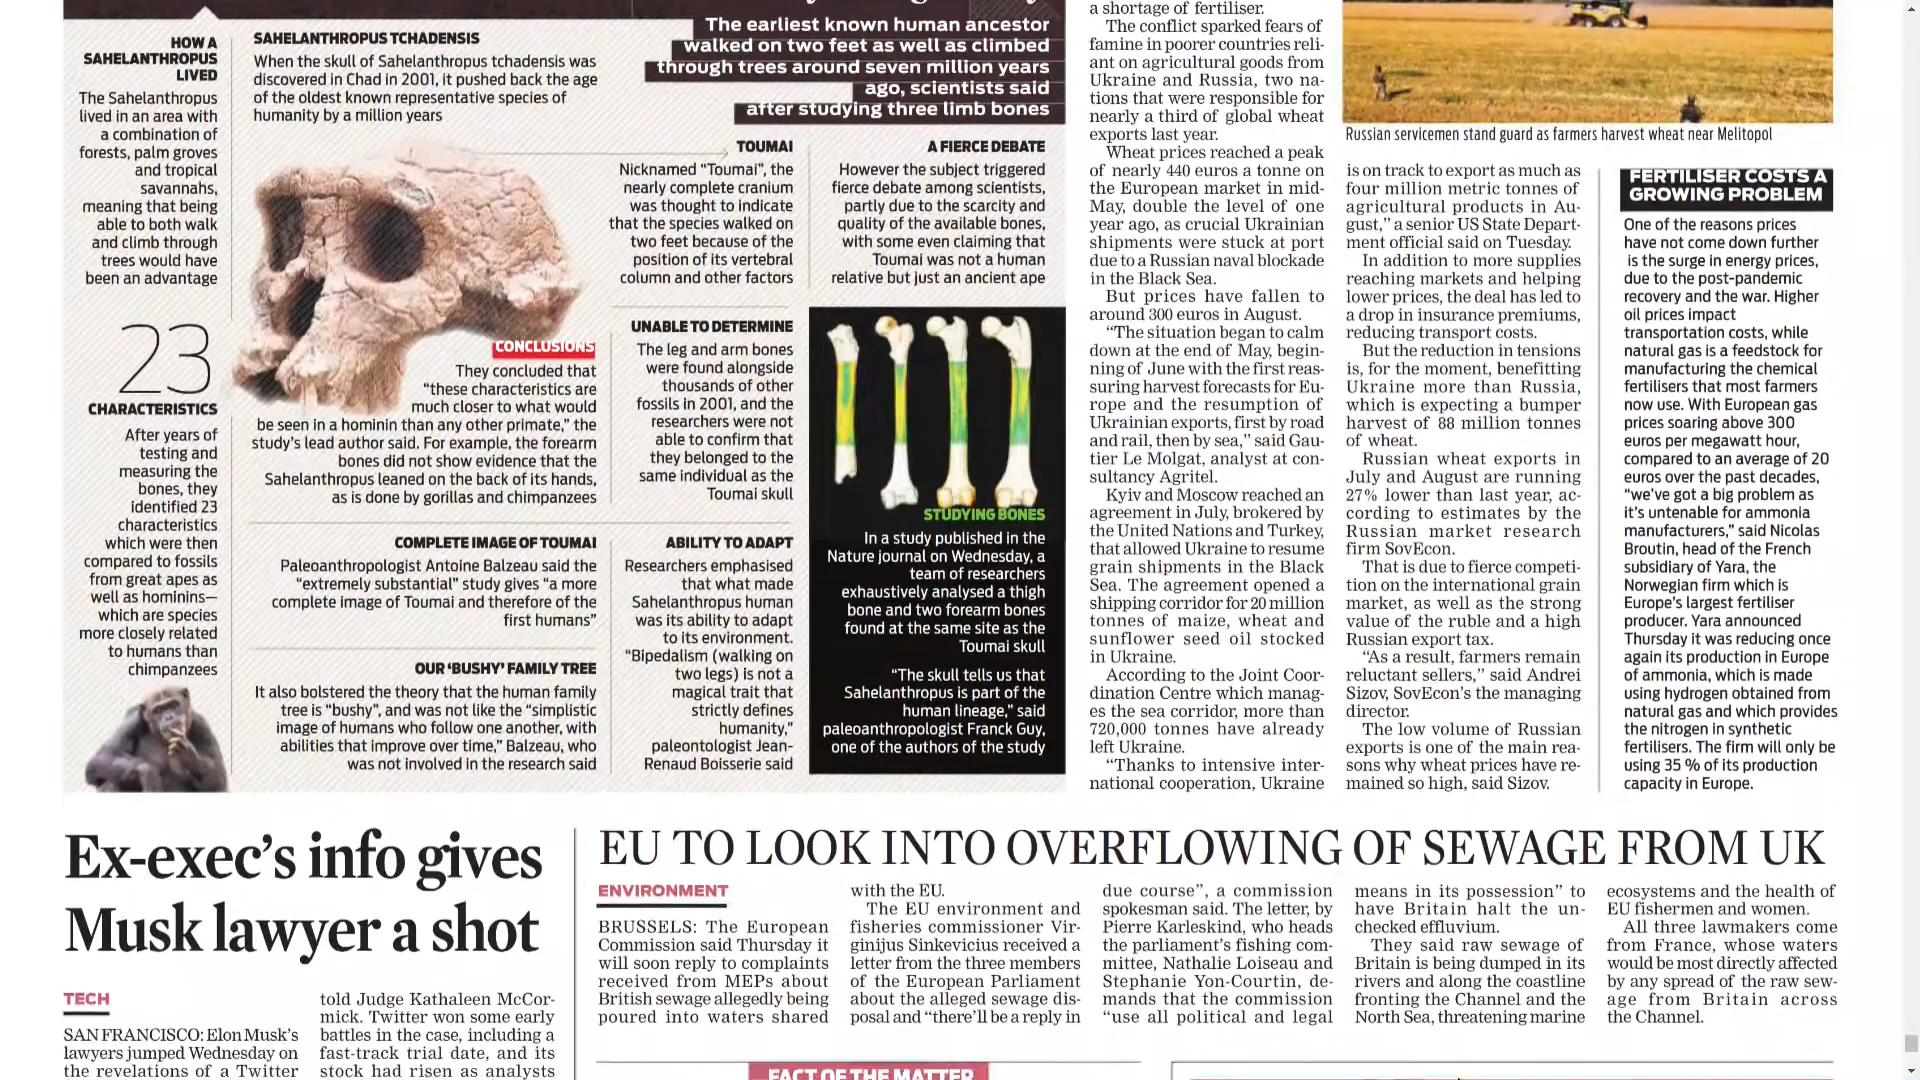 The earliest known human ancestor
walked on two feet as well as climbed
through trees around seven million years
ago, scientists said
after studying three limb bones
HOW A
SAHELANTHROPUS
LIVED
The Sahelanthropus
lived in an area with
a combination of
forests, palm groves
and tropical
savannahs,
meaning that being
able to both walk
and climb through
trees would have
been an advantage
23
CHARACTERISTICS
After years of
testing and
measuring the
bones, they
identified 23
characteristics
which were then
compared to fossils
from great apes as
well as hominins—
which are species
more closely related
to humans than
chimpanzees
SAHELANTHROPUS TCHADENSIS
When the skull of Sahelanthropus tchadensis was
discovered in Chad in 2001, it pushed back the age
of the oldest known representative species of
humanity by a million years
CONCLUSIONS
They concluded that
“these characteristics are
much closer to what would
be seen in a hominin than any other primate,” the
study’s lead author said. For example, the forearm
bones did not show evidence that the
Sahelanthropus leaned on the back of its hands,
as is done by gorillas and chimpanzees
COMPLETE IMAGE OF TOUMAI
Paleoanthropologist Antoine Balzeau said the
“extremely substantial” study gives “a more
complete image of Toumai and therefore of the
first humans”
OUR ‘BUSHY’ FAMILY TREE
It also bolstered the theory that the human family
tree is “bushy”, and was not like the “simplistic
image of humans who follow one another, with
abilities that improve over time,” Balzeau, who
was not involved in the research said
TOUMAI
Nicknamed “Toumai”, the
nearly complete cranium
was thought to indicate
that the species walked on
two feet because of the
position of its vertebral
column and other factors
UNABLE TO DETERMINE
The leg and arm bones
were found alongside
thousands of other
fossils in 2001, and the
researchers were not
able to confirm that
they belonged to the
same individual as the
Toumai skull
ABILITY TO ADAPT
Researchers emphasised
that what made
Sahelanthropus human
was its ability to adapt
to its environment.
“Bipedalism (walking on
two legs) is not a
magical trait that
strictly defines
humanity,”
paleontologist Jean-
Renaud Boisserie said
A FIERCE DEBATE
However the subject triggered
fierce debate among scientists,
partly due to the scarcity and
quality of the available bones,
with some even claiming that
Toumai was not a human
relative but just an ancient ape
STUDYING BONES
In a study published in the
Nature journal on Wednesday, a
team of researchers
exhaustively analysed a thigh
bone and two forearm bones
found at the same site as the
Toumai skull
“The skull tells us that
Sahelanthropus is part of the
human lineage,” said
paleoanthropologist Franck Guy,
one of the authors of the study
a shortage of fertiliser.
The conflict sparked fears of
famine in poorer countries reli-
ant on agricultural goods from
Ukraine and Russia, two na-
tions that were responsible for
nearly a third of global wheat
exports last year.
Wheat prices reached a peak
of nearly 440 euros a tonne on
the European market in mid-
May, double the level of one
year ago, as crucial Ukrainian
shipments were stuck at port
due to a Russian naval blockade
in the Black Sea.
But prices have fallen to
around 300 euros in August.
“The situation began to calm
down at the end of May, begin-
ning of June with the first reas-
suring harvest forecasts for Eu-
rope and the resumption of
Ukrainian exports, first by road
and rail, then by sea,” said Gau-
tier Le Molgat, analyst at con-
sultancy Agritel.
Kyiv and Moscow reached an
agreement in July, brokered by
the United Nations and Turkey,
that allowed Ukraine to resume
grain shipments in the Black
Sea. The agreement opened a
shipping corridor for 20 million
tonnes of maize, wheat and
sunflower seed oil stocked
in Ukraine.
According to the Joint Coor-
dination Centre which manag-
es the sea corridor, more than
720,000 tonnes have already
left Ukraine.
“Thanks to intensive inter-
national cooperation, Ukraine
Russian servicemen stand guard as farmers harvest wheat near Melitopol
is on track to export as much as
four million metric tonnes of
agricultural products in Au-
gust,” a senior US State Depart-
ment official said on Tuesday.
In addition to more supplies
reaching markets and helping
lower prices, the deal has led to
a drop in insurance premiums,
reducing transport costs.
But the reduction in tensions
is, for the moment, benefitting
Ukraine more than Russia,
which is expecting a bumper
harvest of 88 million tonnes
of wheat.
Russian wheat exports in
July and August are running
27% lower than last year, ac-
cording to estimates by the
Russian market research
firm SovEcon.
That is due to fierce competi-
tion on the international grain
market, as well as the strong
value of the ruble and a high
Russian export tax.
“As a result, farmers remain
reluctant sellers,” said Andrei
Sizov, SovEcon’s the managing
director.
The low volume of Russian
exports is one of the main rea-
sons why wheat prices have re-
mained so high, said Sizov.
FERTILISER COSTS A
GROWING PROBLEM
One of the reasons prices
have not come down further
is the surge in energy prices,
due to the post-pandemic
recovery and the war. Higher
oil prices impact
transportation costs, while
natural gas is a feedstock for
manufacturing the chemical
fertilisers that most farmers
now use. With European gas
prices soaring above 300
euros per megawatt hour,
compared to an average of 20
euros over the past decades,
“we’ve got a big problem as
it’s untenable for ammonia
manufacturers,” said Nicolas
Broutin, head of the French
subsidiary of Yara, the
Norwegian firm which is
Europe’s largest fertiliser
producer. Yara announced
Thursday it was reducing once
again its production in Europe
of ammonia, which is made
using hydrogen obtained from
natural gas and which provides
the nitrogen in synthetic
fertilisers. The firm will only be
using 35 % of its production
capacity in Europe.
Ex-exec’s info gives
Musk lawyer a shot
TECH
SAN FRANCISCO: Elon Musk’s
lawyers jumped Wednesday on
the revelations of a Twitter
told Judge Kathaleen McCor-
mick. Twitter won some early
battles in the case, including a
fast-track trial date, and its
stock had risen as analysts
EU TO LOOK INTO OVERFLOWING OF SEWAGE FROM UK
ENVIRONMENT
BRUSSELS: The European
Commission said Thursday it
will soon reply to complaints
received from MEPs about
British sewage allegedly being
poured into waters shared
with the EU.
The EU environment and
fisheries commissioner Vir-
ginijus Sinkevicius received a
letter from the three members
of the European Parliament
about the alleged sewage dis-
posal and “there’ll be a reply in
due course”, a commission
spokesman said. The letter, by
Pierre Karleskind, who heads
the parliament’s fishing com-
mittee, Nathalie Loiseau and
Stephanie Yon-Courtin, de-
mands that the commission
“use all political and legal
means in its possession” to
have Britain halt the un-
checked effluvium.
They said raw sewage of
Britain is being dumped in its
rivers and along the coastline
fronting the Channel and the
North Sea, threatening marine
ecosystems and the health of
EU fishermen and women.
All three lawmakers come
from France, whose waters
would be most directly affected
by any spread of the raw sew-
age from Britain across
the Channel.
FACT OF THE MATTER